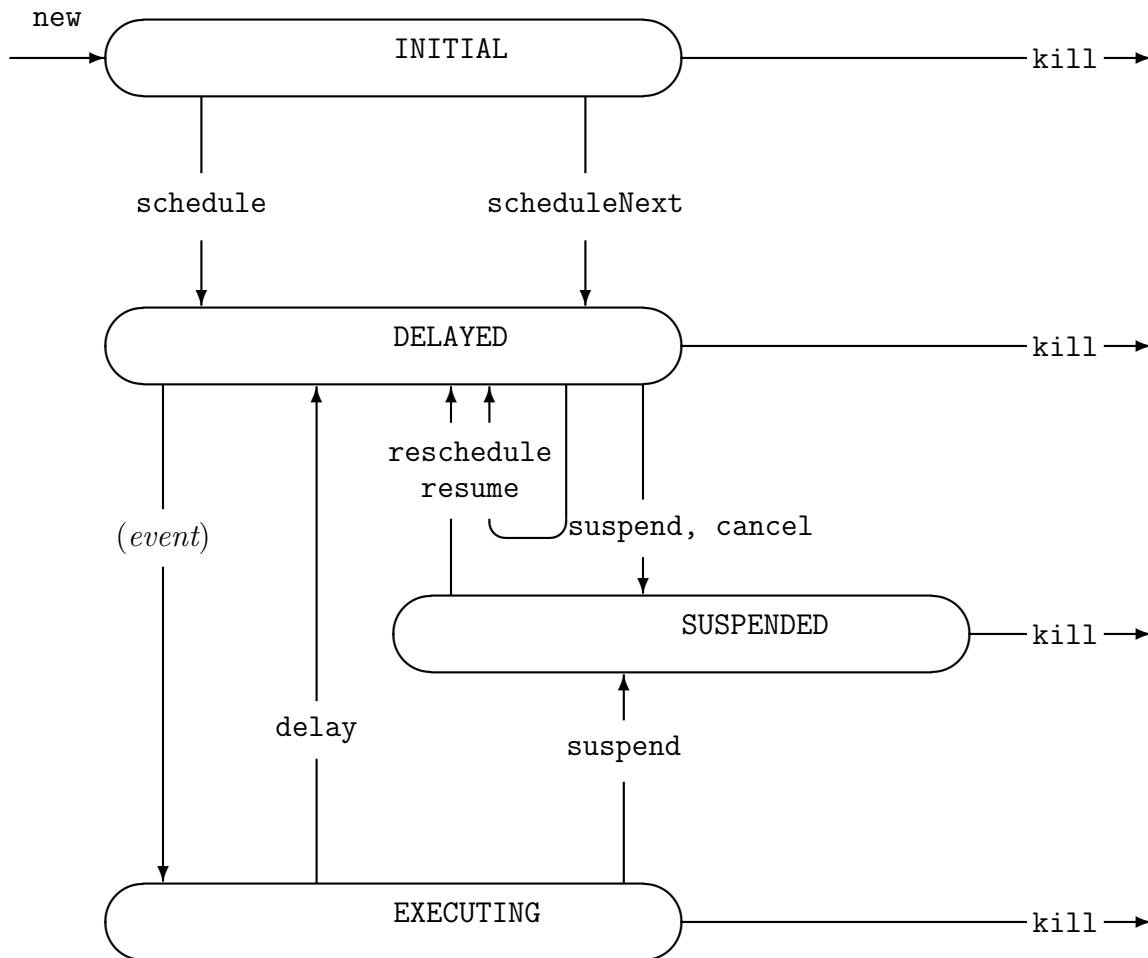 new
INITIAL
kill
schedule
scheduleNext
DELAYED
kill
reschedule
resume
(event)
suspend, cancel
SUSPENDED
kill
delay
suspend
EXECUTING
kill